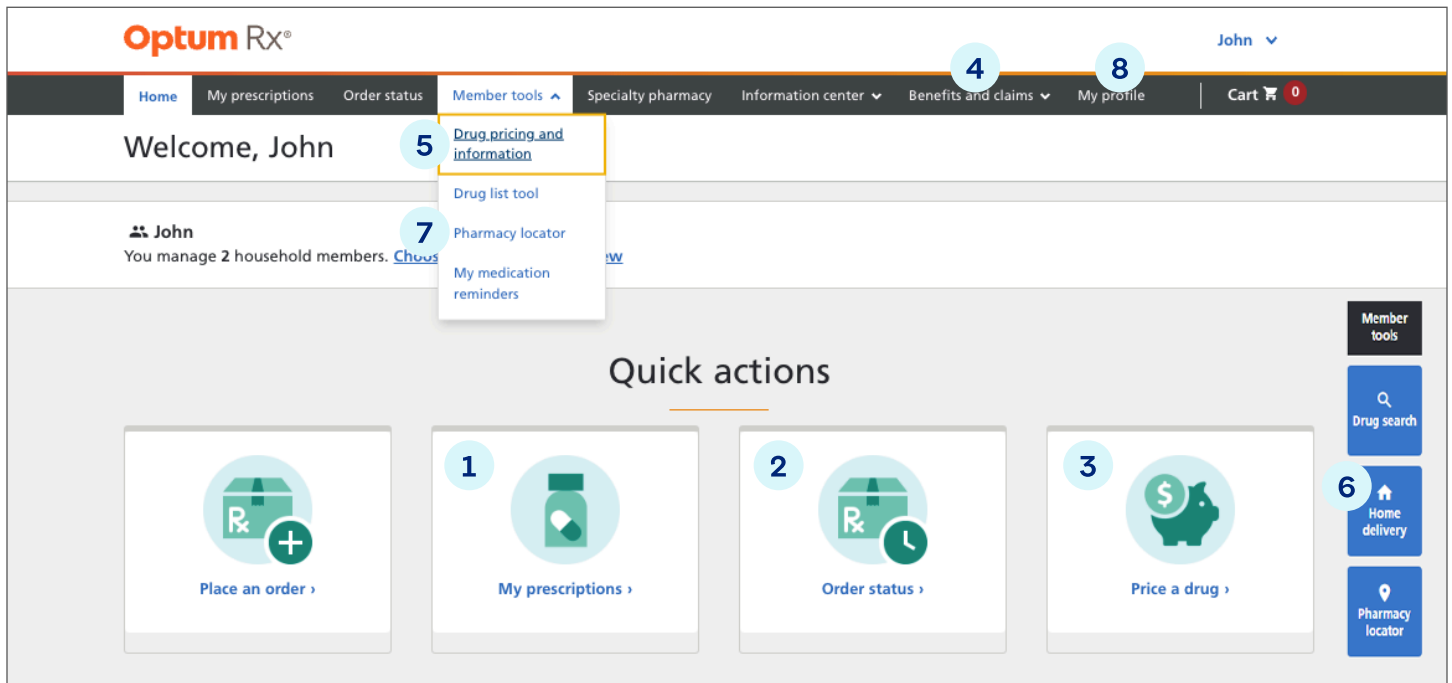 Optum Rx®
John
4
8
Home My prescriptions Order status Member tools Specialty pharmacy Information center Benefits and claims My profile Cart 0
Welcome, John
5
Drug pricing and
information
Drug list tool
7
Pharmacy locator
My medication
reminders
John
You manage 2 household members.
Member
tools
Quick actions
Drug search
6
Home
delivery
Pharmacy
locator
1
2
3
Rx
Rx
$
Place an order ›
My prescriptions ›
Order status ›
Price a drug ›